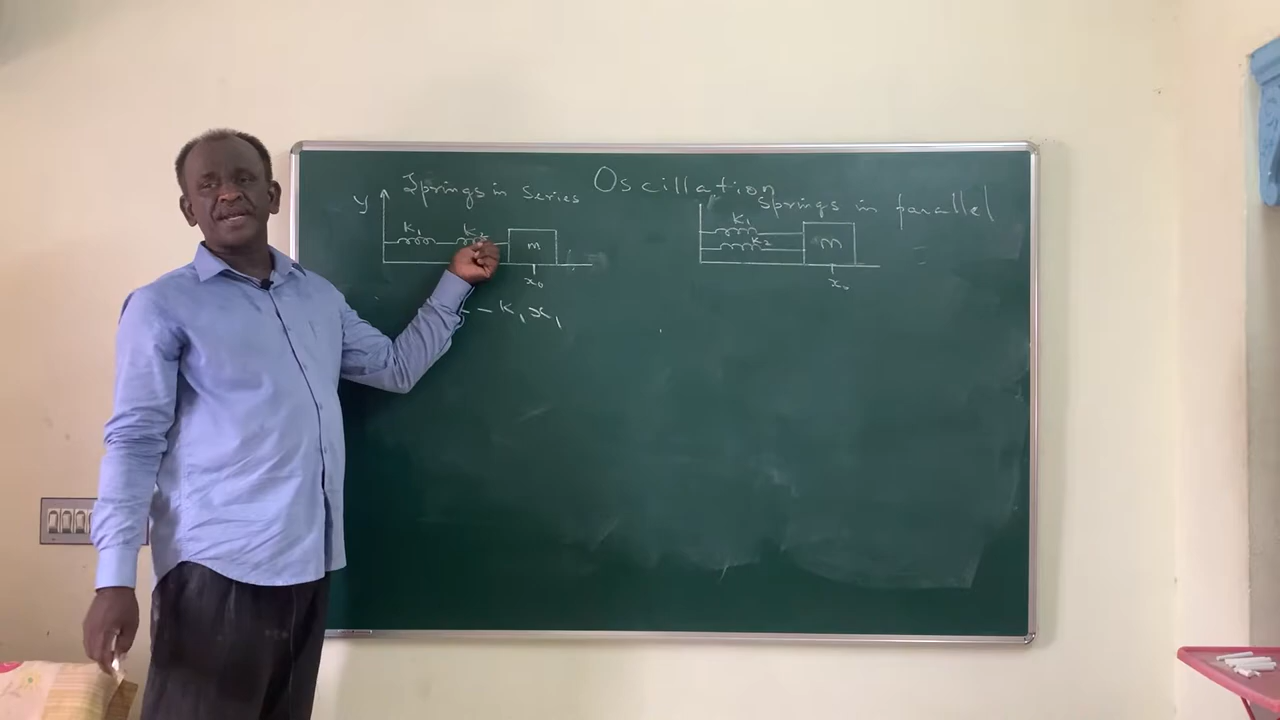 Oscillation
Springs in Series
y
K₁ K₂
m
x₀
- K₁x₁
Springs in parallel
K₁
K₂
m
x₀